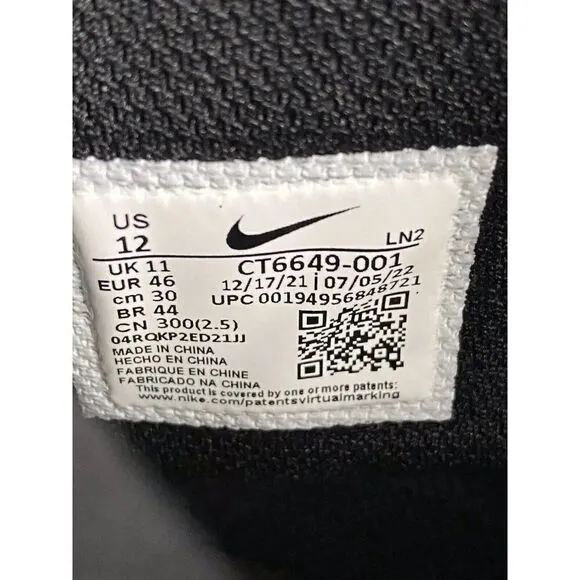 US
12
LN2
UK 11
CT6649-001
EUR 46
12/17/21 | 07/05/22
cm 30
UPC 00194956848721
BR 44
CN 300(2.5)
04RQKP2ED21JJ
MADE IN CHINA
HECHO EN CHINA
FABRIQUE EN CHINE
FABRICADO NA CHINA
This product is covered by one or more patents:
www.nike.com/patentsvirtualmarking